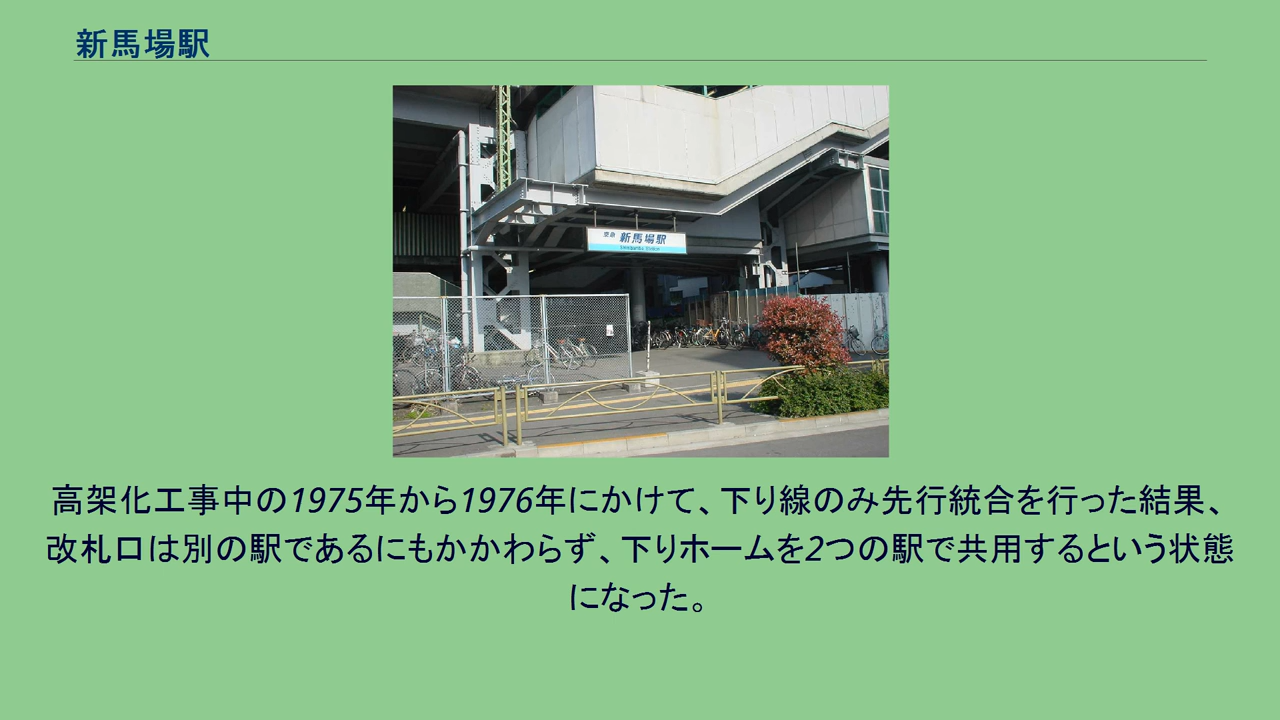 新馬場駅
京急 新馬場駅
Shimbamba Station
高架化工事中の1975年から1976年にかけて、下り線のみ先行統合を行った結果、
改札口は別の駅であるにもかかわらず、下りホームを2つの駅で共用するという状態
になった。